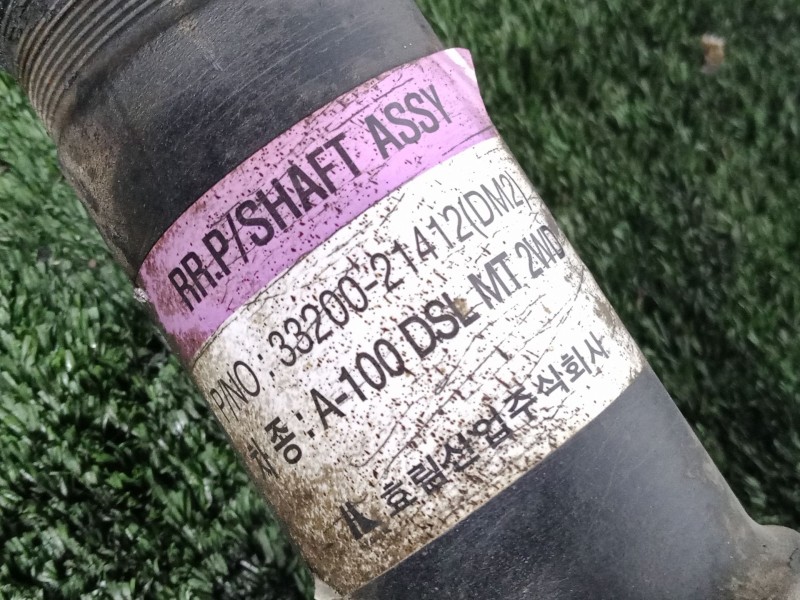 RR.P/SHAFT ASSY
P/NO : 33200-21412(DM2)
차종 : A-100 DSL MT 2WD
효림산업주식회사